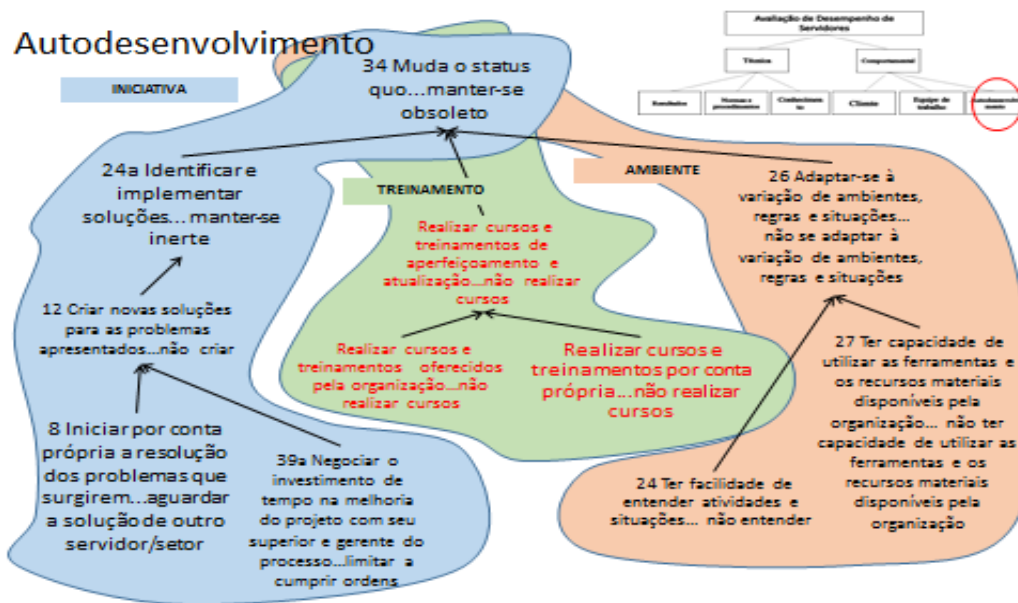 Autodesenvolvimento
Avaliação de Desempenho de
Servidores
Técnica
Comportamental
Resultados
Normas e
procedimentos
Conhecimen
to
Cliente
Equipe de
trabalho
Autodesenvolvi
mento
INICIATIVA
34 Muda o status
quo...manter-se
obsoleto
24a Identificar e
implementar
soluções... manter-se
inerte
TREINAMENTO
AMBIENTE
Realizar cursos e
treinamentos de
aperfeiçoamento e
atualização...não realizar
cursos
26 Adaptar-se à
variação de ambientes,
regras e situações...
não se adaptar à
variação de ambientes,
regras e situações
12 Criar novas soluções
para as problemas
apresentados...não criar
Realizar cursos e
treinamentos oferecidos
pela organização...não
realizar cursos
Realizar cursos e
treinamentos por conta
própria...não realizar
cursos
27 Ter capacidade de
utilizar as ferramentas e
os recursos materiais
disponíveis pela
organização... não ter
capacidade de utilizar as
ferramentas e os
recursos materiais
disponíveis pela
organização
8 Iniciar por conta
própria a resolução
dos problemas que
surgirem...aguardar
a solução de outro
servidor/setor
39a Negociar o
investimento de
tempo na melhoria
do projeto com seu
superior e gerente do
processo...limitar a
cumprir ordens
24 Ter facilidade de
entender atividades e
situações... não entender